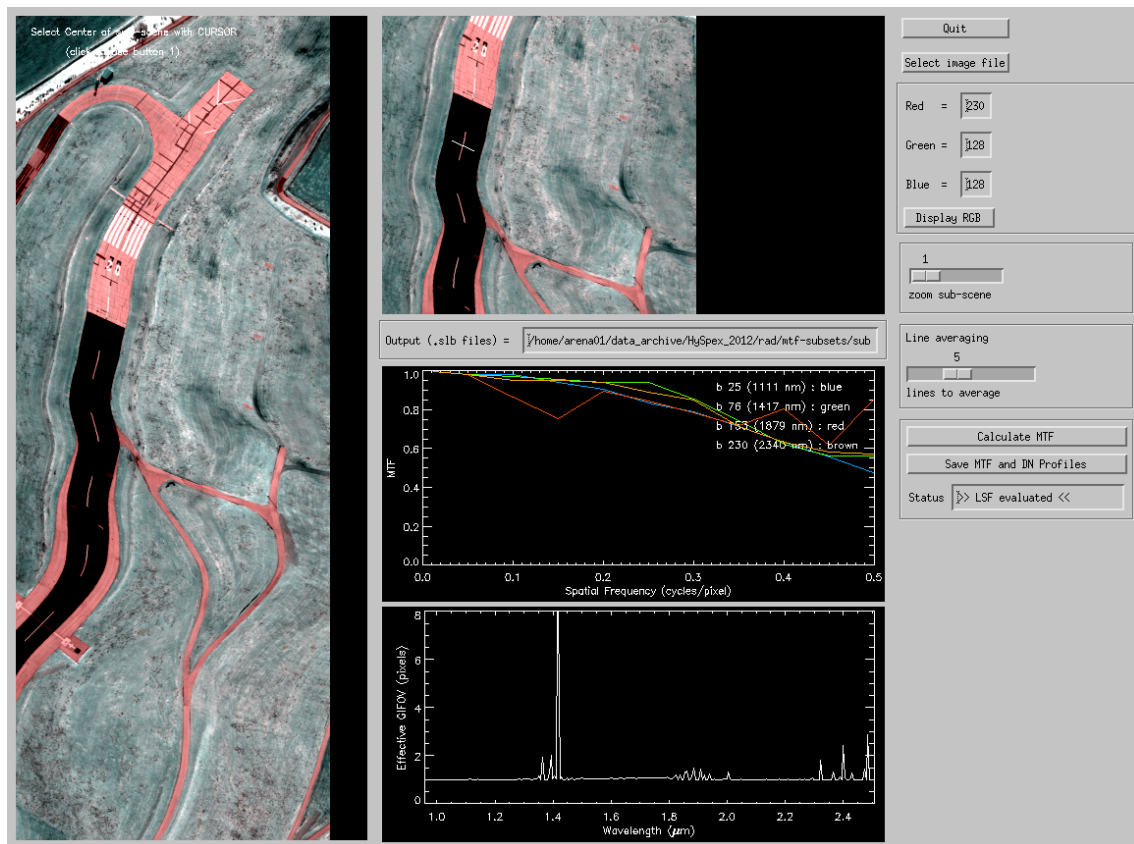 Select Center of sub-scene with CURSOR
(click mouse button 1)
20
20
Output (.slb files) = /home/arena01/data_archive/HySpex_2012/rad/mtf-subsets/sub
1.0
0.8
0.6
0.4
0.2
0.0
MTF
b 25 (1111 nm) : blue
b 76 (1417 nm) : green
b 153 (1879 nm) : red
b 230 (2340 nm) : brown
0.0 0.1 0.2 0.3 0.4 0.5
Spatial Frequency (cycles/pixel)
8
6
4
2
0
Effective GIFOV (pixels)
1.0 1.2 1.4 1.6 1.8 2.0 2.2 2.4
Wavelength (μm)
Quit
Select image file
Red = 230
Green = 128
Blue = 128
Display RGB
1
zoom sub-scene
Line averaging
5
lines to average
Calculate MTF
Save MTF and DN Profiles
Status >> LSF evaluated <<